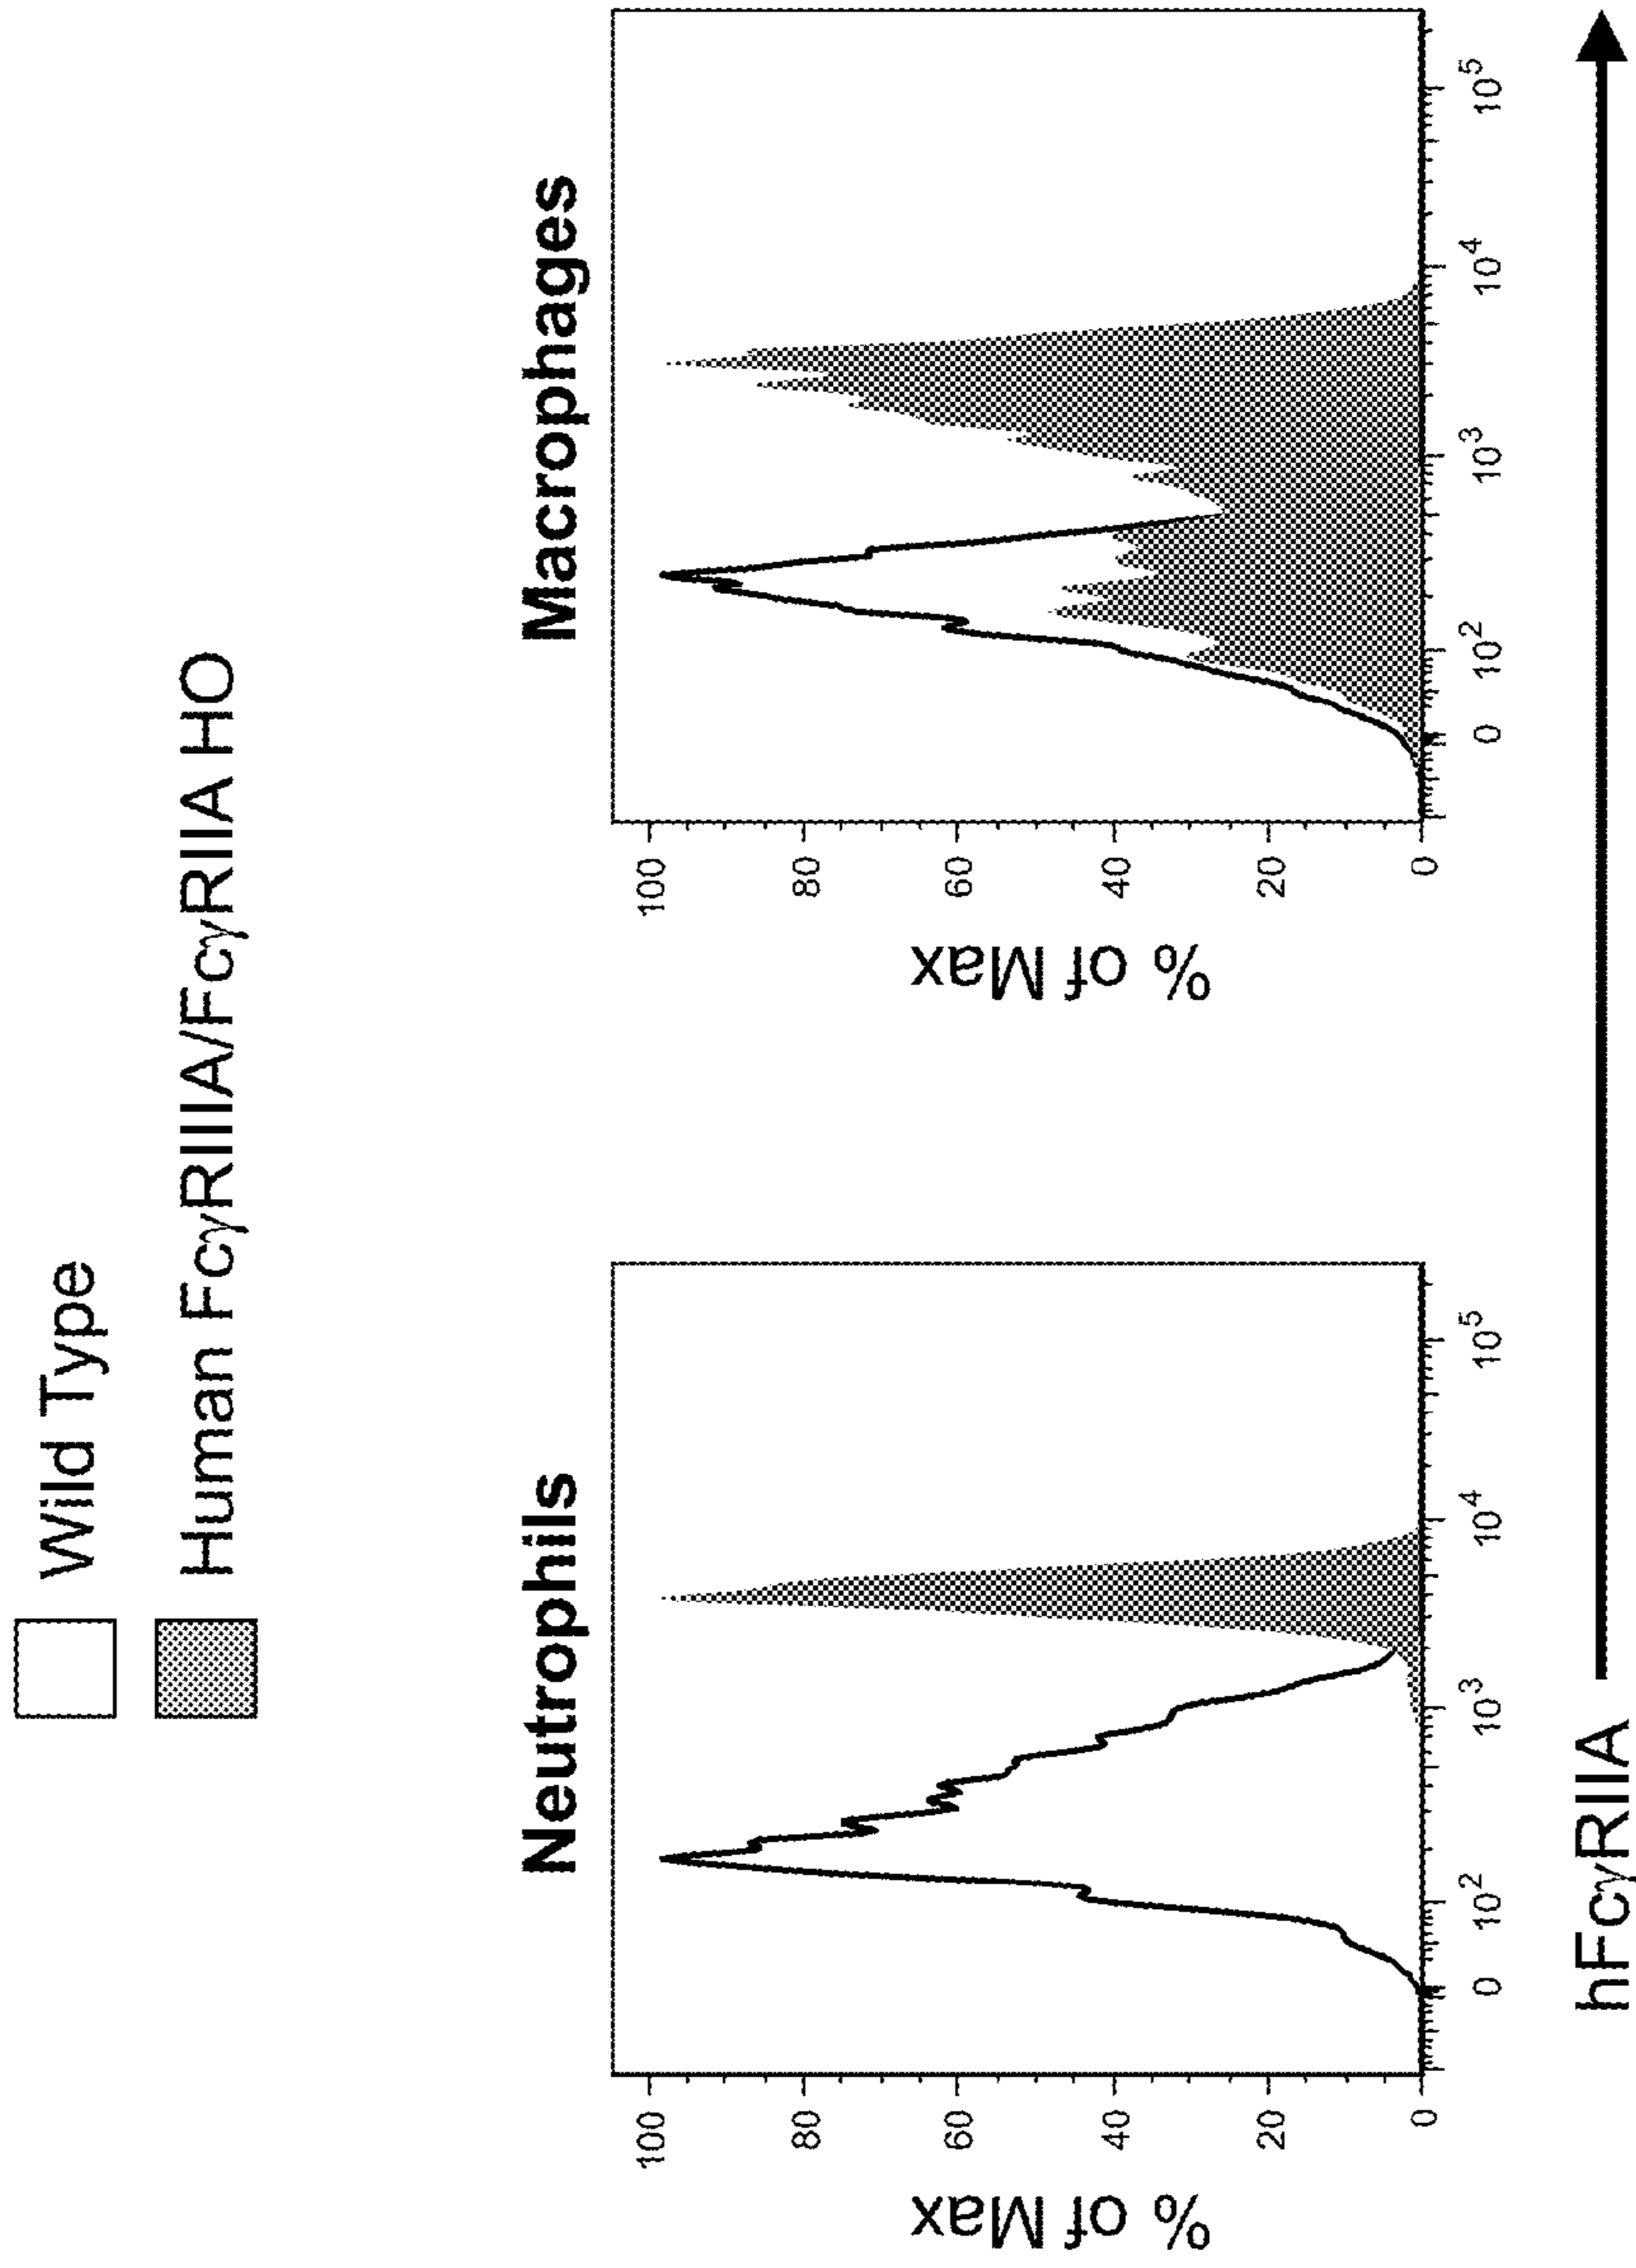 Wild Type
Human FcγRIIIA/FcγRIIA HO
Neutrophils
% of Max
100
80
60
40
20
0
0 10² 10³ 10⁴ 10⁵
Macrophages
% of Max
100
80
60
40
20
0
0 10² 10³ 10⁴ 10⁵
hFcγRIIA